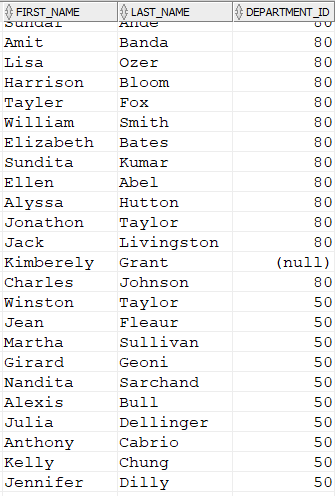 FIRST_NAME LAST_NAME DEPARTMENT_ID
Sundar Ande 80
Amit Banda 80
Lisa Ozer 80
Harrison Bloom 80
Tayler Fox 80
William Smith 80
Elizabeth Bates 80
Sundita Kumar 80
Ellen Abel 80
Alyssa Hutton 80
Jonathon Taylor 80
Jack Livingston 80
Kimberely Grant (null)
Charles Johnson 80
Winston Taylor 50
Jean Fleaur 50
Martha Sullivan 50
Girard Geoni 50
Nandita Sarchand 50
Alexis Bull 50
Julia Dellinger 50
Anthony Cabrio 50
Kelly Chung 50
Jennifer Dilly 50